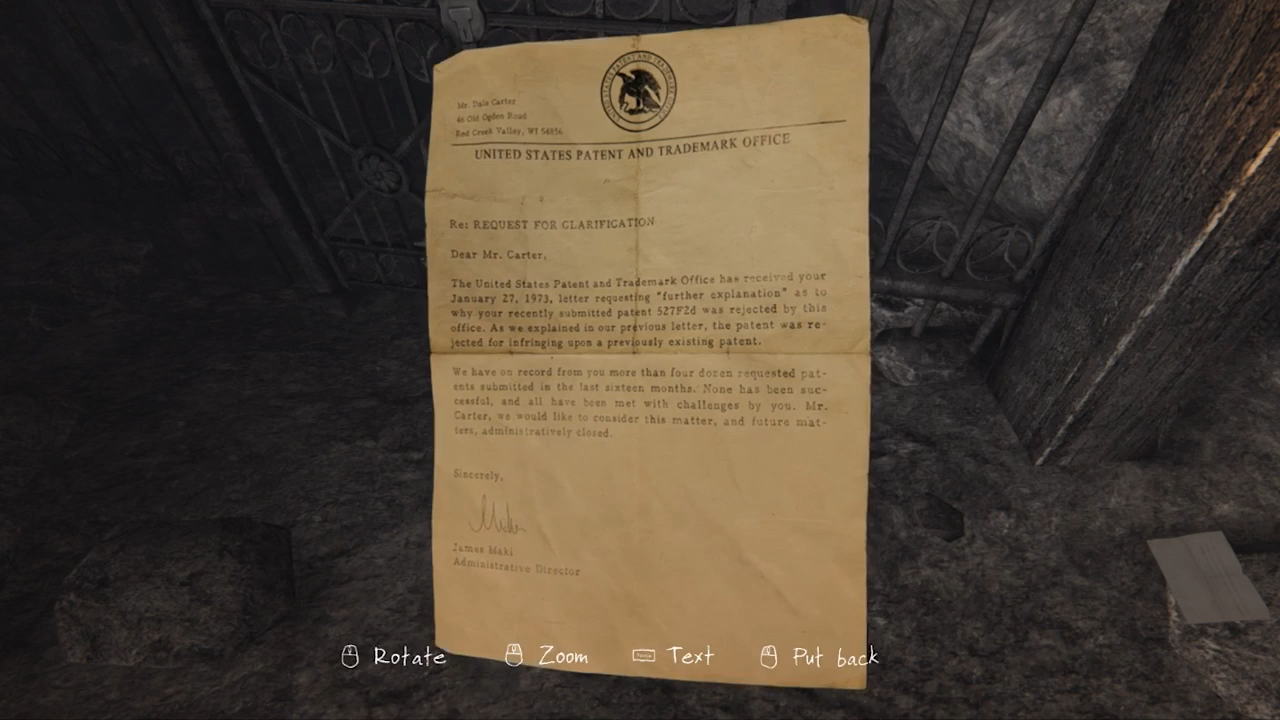 Mr. Dale Carter
46 Old Ogden Road
Red Creek Valley, WI 54856
UNITED STATES PATENT AND TRADEMARK OFFICE
Re: REQUEST FOR CLARIFICATION
Dear Mr. Carter,
The United States Patent and Trademark Office has received your
January 27, 1973, letter requesting "further explanation" as to
why your recently submitted patent 527F2d was rejected by this
office. As we explained in our previous letter, the patent was re-
jected for infringing upon a previously existing patent.
We have on record from you more than four dozen requested pat-
ents submitted in the last sixteen months. None has been suc-
cessful, and all have been met with challenges by you. Mr.
Carter, we would like to consider this matter, and future mat-
ters, administratively closed.
Sincerely,
James Maki
Administrative Director
Rotate Zoom Text Put back